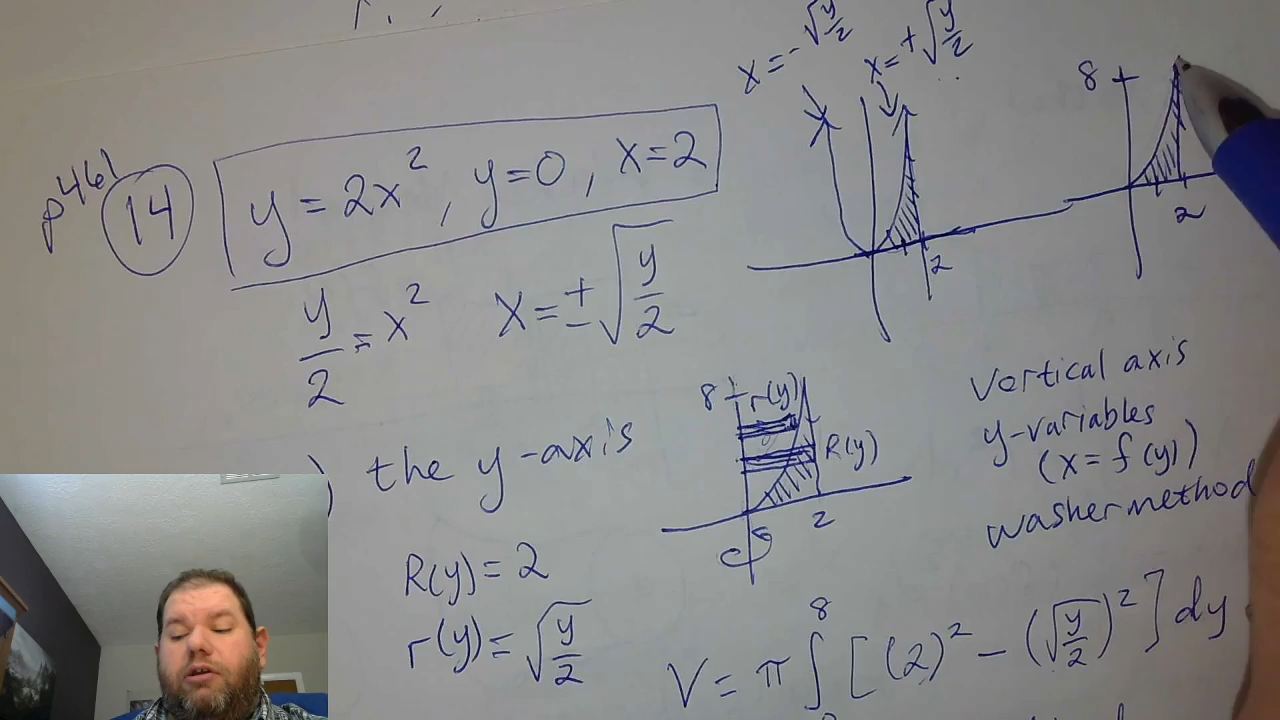 p461
14
y = 2x², y=0, x=2
y/2 = x²
x = ±√(y/2)
x = -√(y/2)
x = +√(y/2)
2
8
2
) the y-axis
8
r(y)
R(y)
2
vertical axis
y-variables
(x = f(y))
washer method
R(y) = 2
r(y) = √(y/2)
V = π ∫ 8 [(2)² - (√(y/2))²] dy